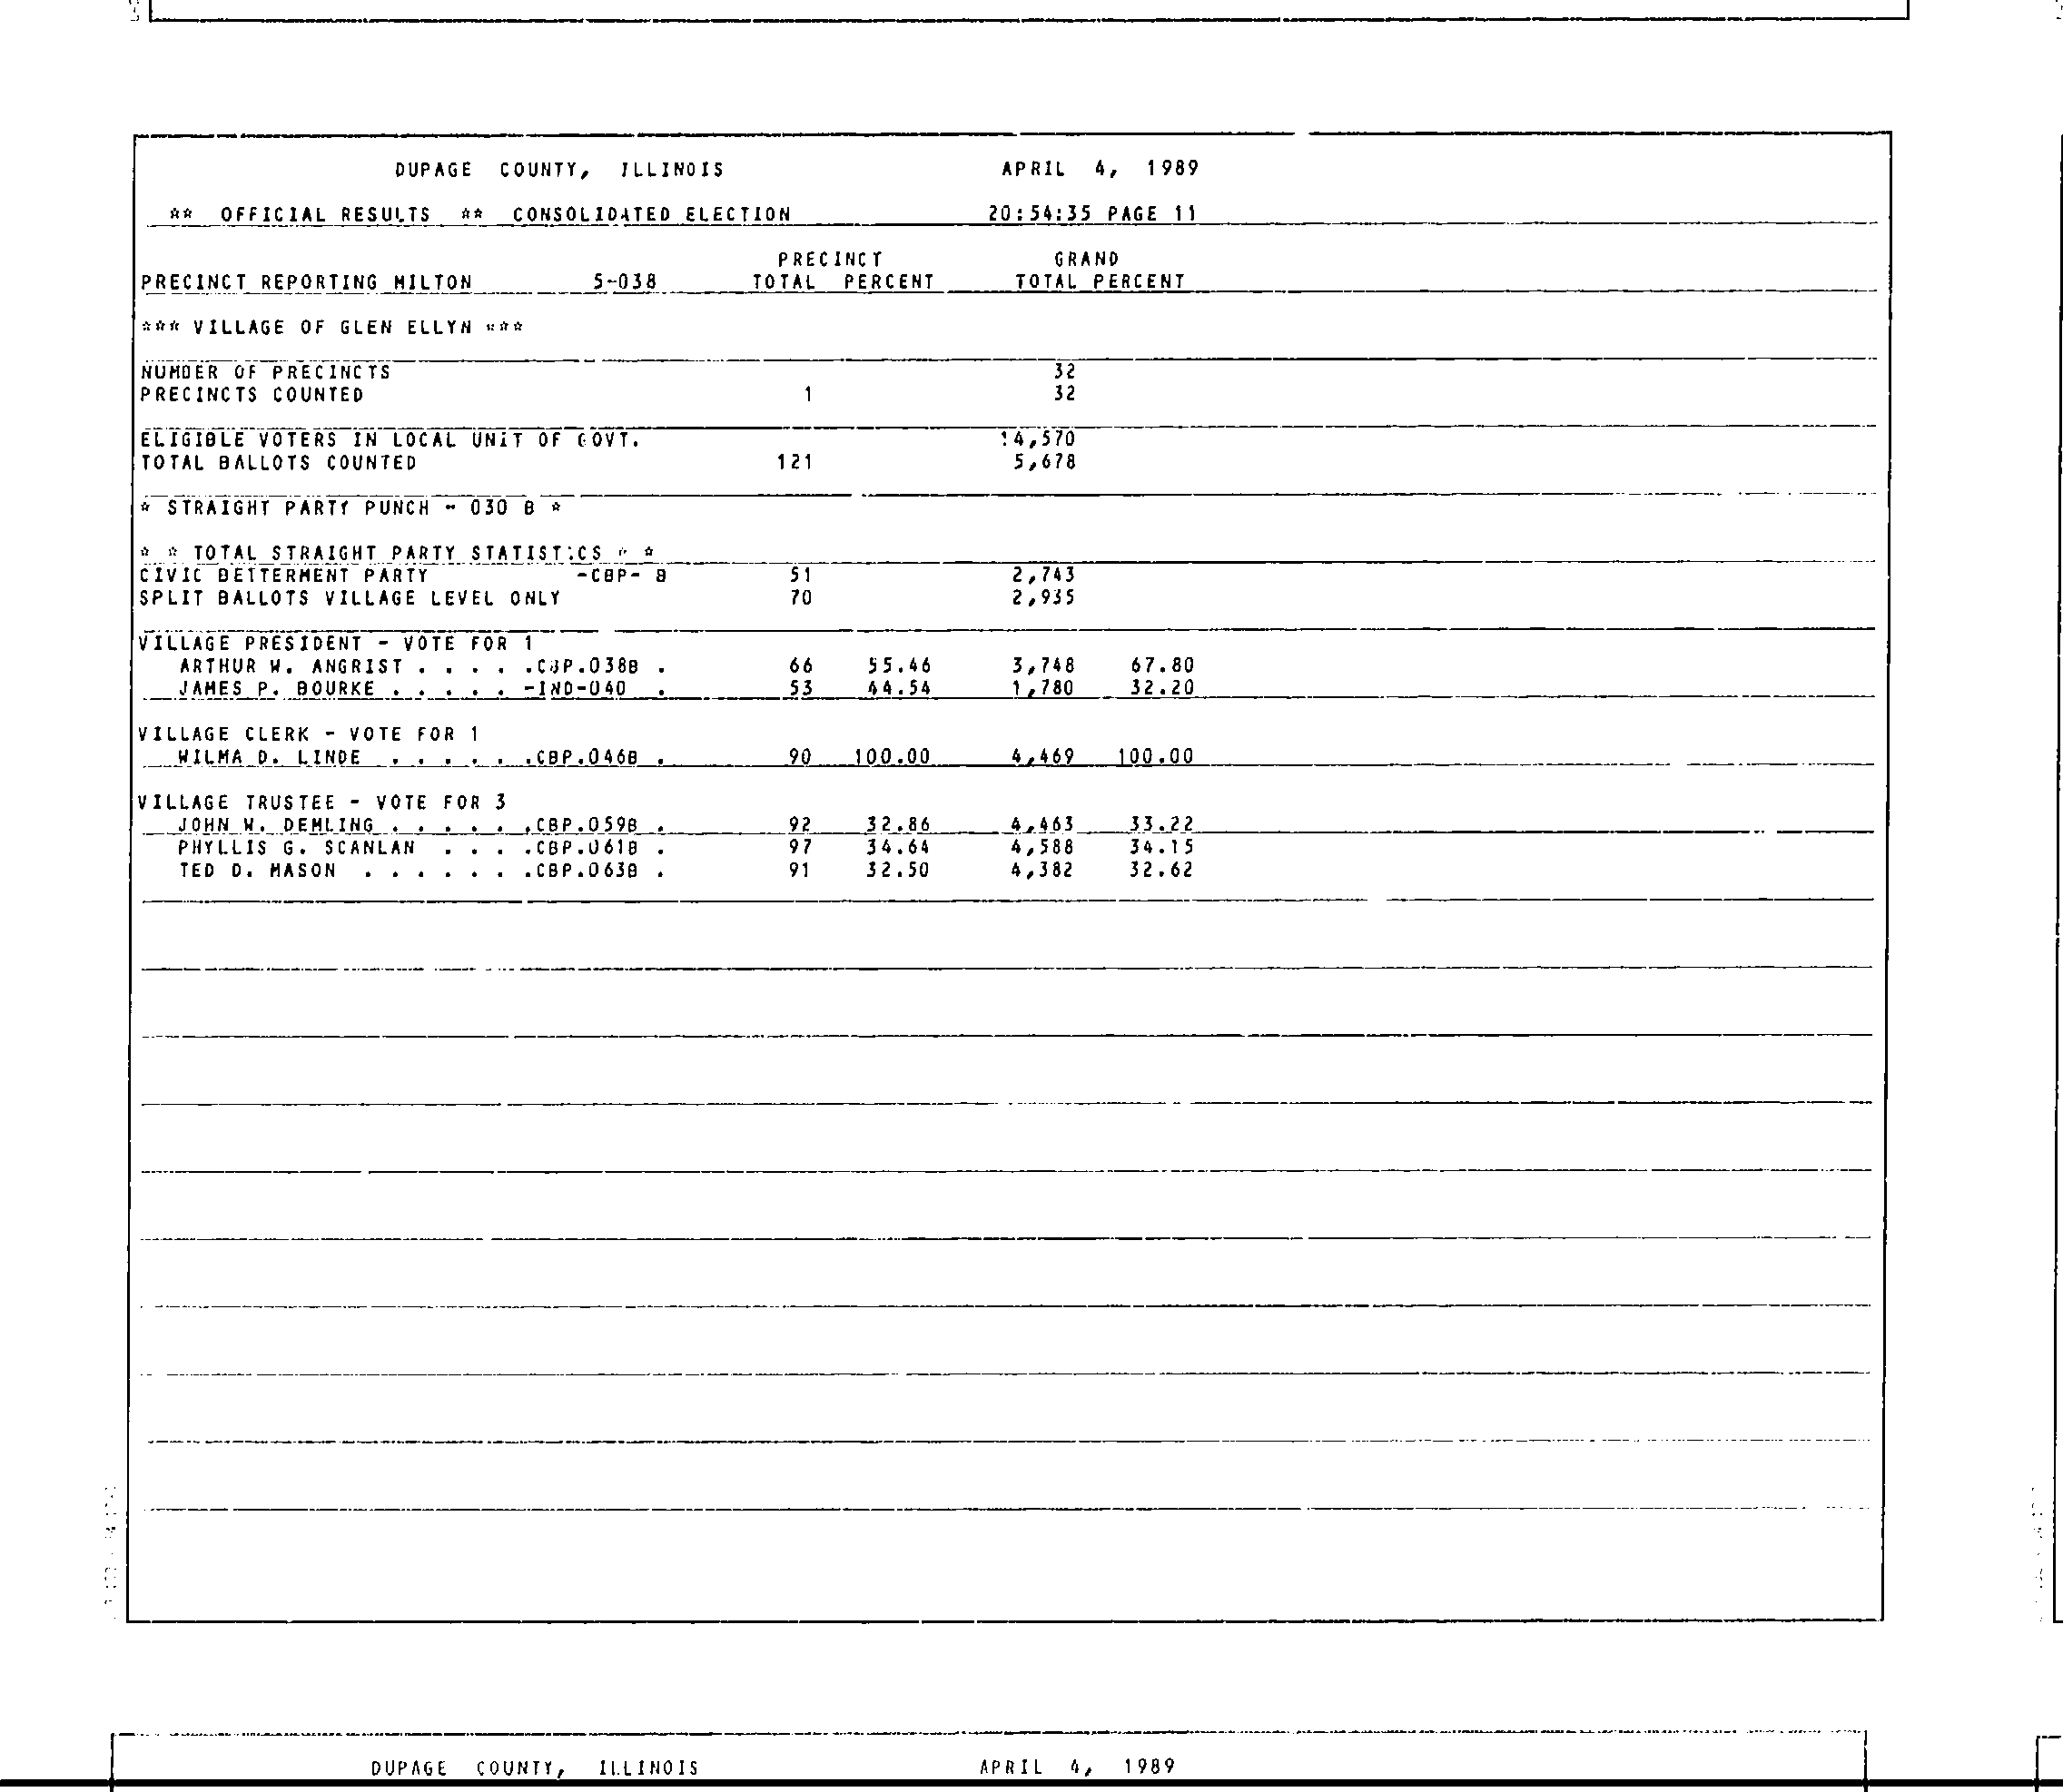 DUPAGE COUNTY, ILLINOIS APRIL 4, 1989
** OFFICIAL RESULTS ** CONSOLIDATED ELECTION 20:54:35 PAGE 11
PRECINCT GRAND
PRECINCT REPORTING MILTON 5-038 TOTAL PERCENT TOTAL PERCENT
*** VILLAGE OF GLEN ELLYN ***
NUMBER OF PRECINCTS 32
PRECINCTS COUNTED 1 32
ELIGIBLE VOTERS IN LOCAL UNIT OF GOVT. 14,570
TOTAL BALLOTS COUNTED 121 5,678
* STRAIGHT PARTY PUNCH - 030 B *
* * TOTAL STRAIGHT PARTY STATISTICS * *
CIVIC BETTERMENT PARTY -CBP- B 51 2,743
SPLIT BALLOTS VILLAGE LEVEL ONLY 70 2,935
VILLAGE PRESIDENT - VOTE FOR 1
ARTHUR W. ANGRIST . . . . .CBP.038B . 66 55.46 3,748 67.80
JAMES P. BOURKE . . . . . -IND-040 . 53 44.54 1,780 32.20
VILLAGE CLERK - VOTE FOR 1
WILMA D. LINDE . . . . . .CBP.046B . 90 100.00 4,469 100.00
VILLAGE TRUSTEE - VOTE FOR 3
JOHN W. DEMLING . . . . . .CBP.059B . 92 32.86 4,463 33.22
PHYLLIS G. SCANLAN . . . .CBP.061B . 97 34.64 4,588 34.15
TED D. MASON . . . . . . .CBP.063B . 91 32.50 4,382 32.62
DUPAGE COUNTY, ILLINOIS APRIL 4, 1989